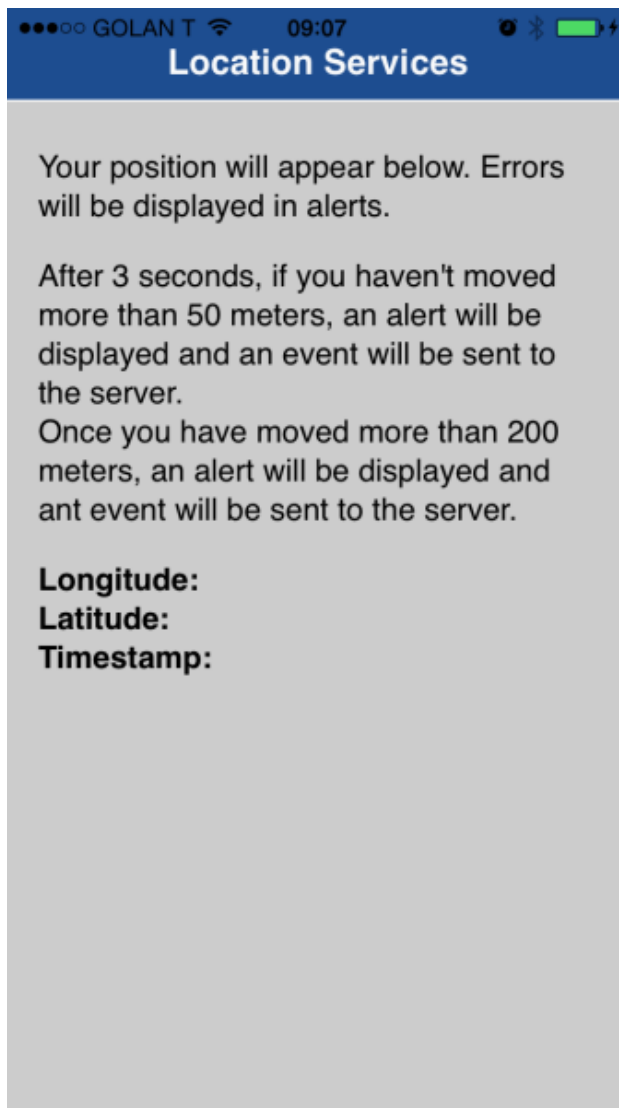 GOLAN T 09:07
Location Services
Your position will appear below. Errors
will be displayed in alerts.
After 3 seconds, if you haven't moved
more than 50 meters, an alert will be
displayed and an event will be sent to
the server.
Once you have moved more than 200
meters, an alert will be displayed and
ant event will be sent to the server.
Longitude:
Latitude:
Timestamp: